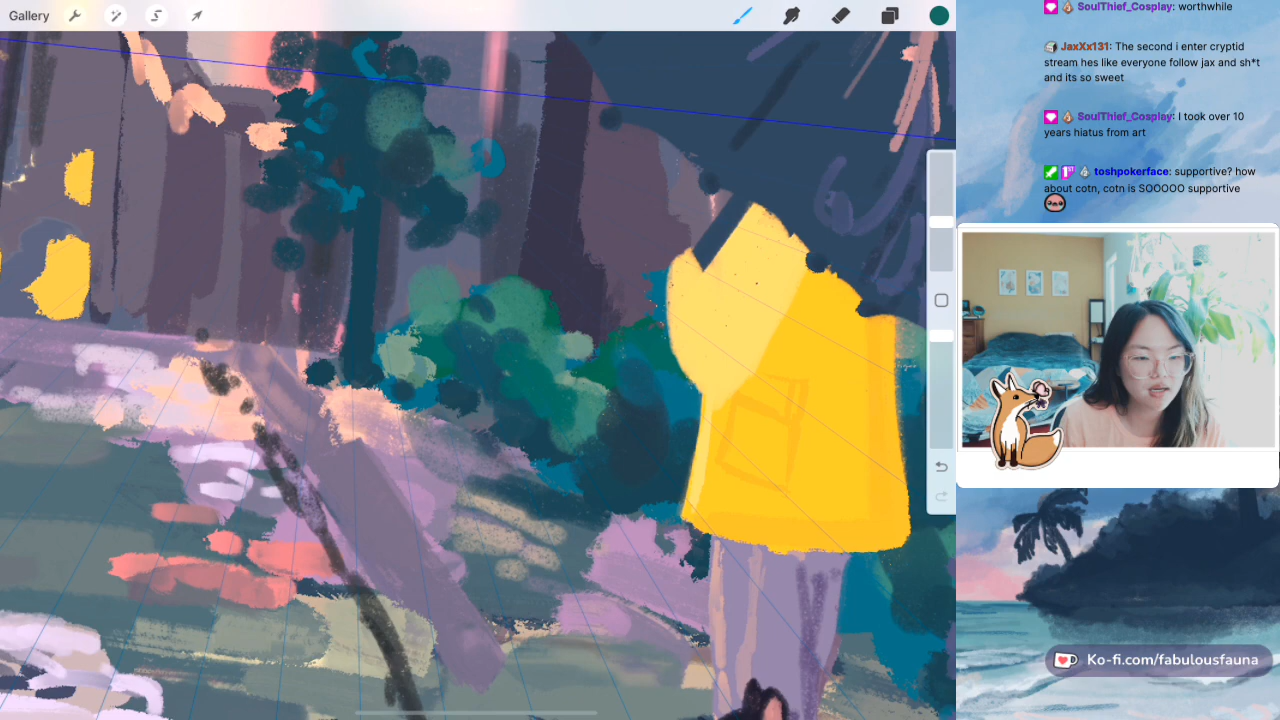 Gallery
SoulThief_Cosplay: worthwhile
JaxXx131: The second i enter cryptid
stream hes like everyone follow jax and sh*t
and its so sweet
SoulThief_Cosplay: I took over 10
years hiatus from art
1st toshpokerface: supportive? how
about cotn, cotn is SOOOOO supportive
Ko-fi.com/fabulousfauna